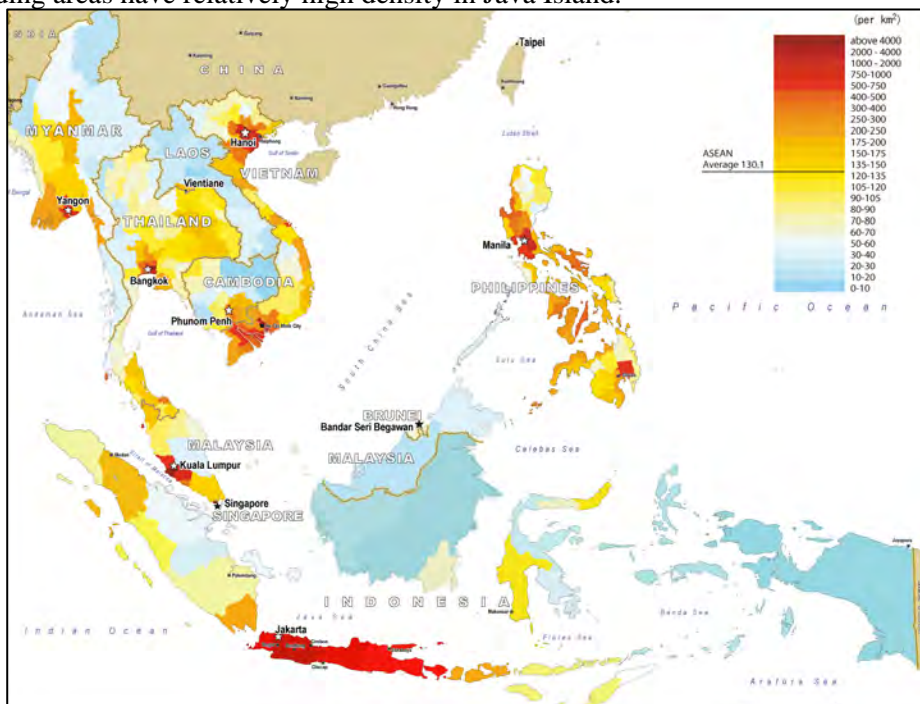 ding areas have relatively high density in Java Island.
(per km²)
above 4000
2000 - 4000
1000 - 2000
750-1000
500-750
400-500
300-400
250-300
200-250
175-200
150-175
135-150
120-135
105-120
90-105
80-90
70-80
60-70
50-60
40-50
30-40
20-30
10-20
0-10
ASEAN
Average 130.1
Taipei
CHINA
MYANMAR
Hanoi
LAOS
VIETNAM
Vientiane
Yangon
THAILAND
Manila
Bangkok
CAMBODIA
PHILIPPINES
Pacific Ocean
Andaman Sea
Gulf of Thailand
Phunom Penh
South China Sea
Sulu Sea
BRUNEI
Bandar Seri Begawan
MALAYSIA
MALAYSIA
Celebes Sea
Kuala Lumpur
Singapore
SINGAPORE
Medan
Palembang
INDONESIA
Java Sea
Banda Sea
Indian Ocean
Jakarta
Flores Sea
Arafura Sea